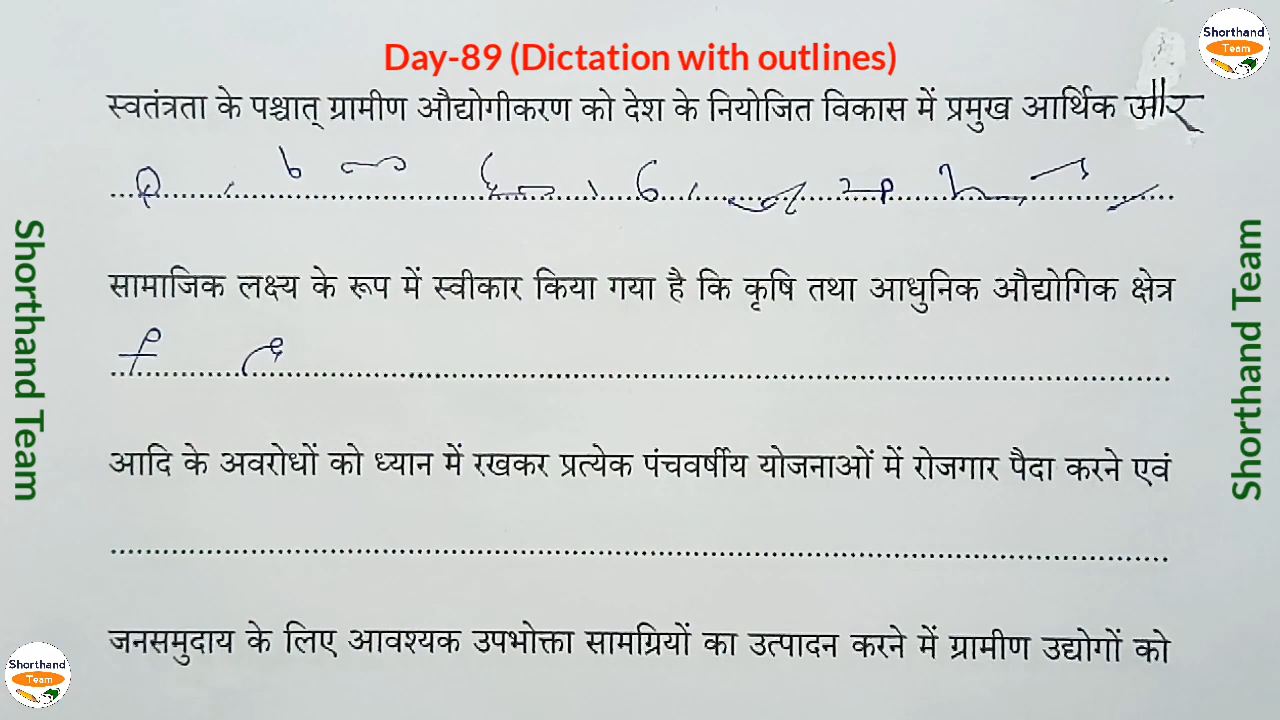 Day-89 (Dictation with outlines)
Shorthand
Team
स्वतंत्रता के पश्चात् ग्रामीण औद्योगीकरण को देश के नियोजित विकास में प्रमुख आर्थिक और
सामाजिक लक्ष्य के रूप में स्वीकार किया गया है कि कृषि तथा आधुनिक औद्योगिक क्षेत्र
आदि के अवरोधों को ध्यान में रखकर प्रत्येक पंचवर्षीय योजनाओं में रोजगार पैदा करने एवं
जनसमुदाय के लिए आवश्यक उपभोक्ता सामग्रियों का उत्पादन करने में ग्रामीण उद्योगों को
Shorthand Team
Shorthand Team
Shorthand
Team